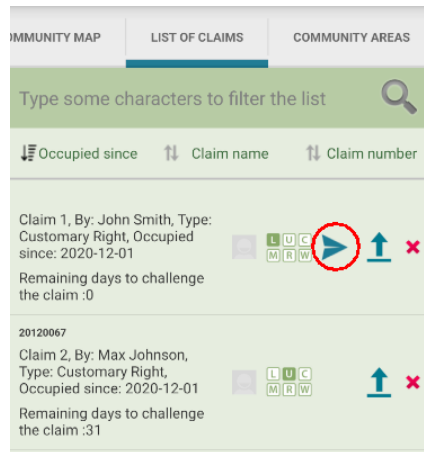 OMMUNITY MAP LIST OF CLAIMS COMMUNITY AREAS
Type some characters to filter the list
Occupied since Claim name Claim number
Claim 1, By: John Smith, Type:
Customary Right, Occupied
since: 2020-12-01
L U C
M R W
Remaining days to challenge
the claim :0
20120067
Claim 2, By: Max Johnson,
Type: Customary Right,
Occupied since: 2020-12-01
L U C
M R W
Remaining days to challenge
the claim :31